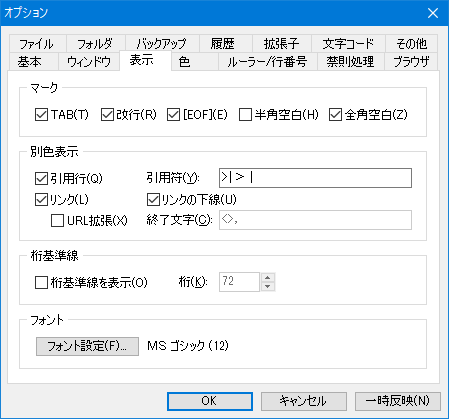 オプション
ファイル フォルダ バックアップ 履歴 拡張子 文字コード その他
基本 ウィンドウ 表示 色 ルーラー/行番号 禁則処理 ブラウザ
マーク
TAB(T) 改行(R) [EOF](E) 半角空白(H) 全角空白(Z)
別色表示
引用行(Q) 引用符(Y): >|＞｜
リンク(L) リンクの下線(U)
URL拡張(X) 終了文字(C): <>,
桁基準線
桁基準線を表示(O) 桁(K): 72
フォント
フォント設定(F)... MS ゴシック (12)
OK キャンセル 一時反映(N)